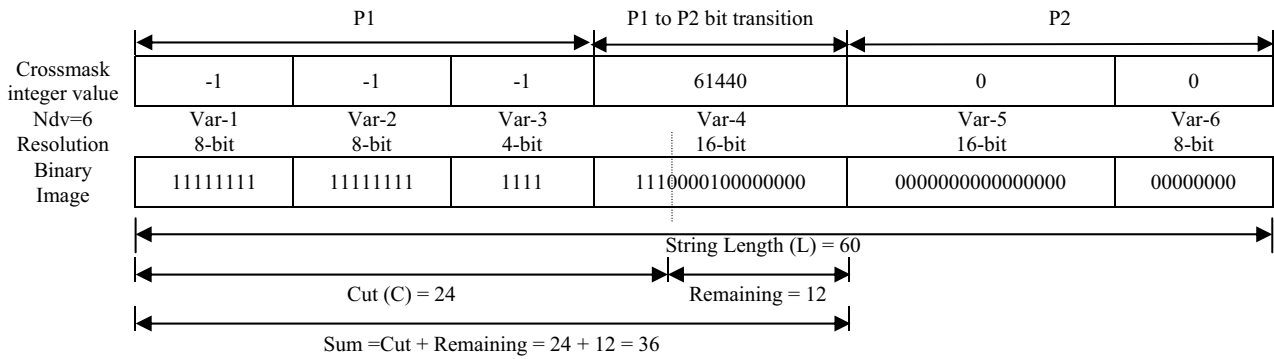 P1 P1 to P2 bit transition P2
Crossmask integer value -1 -1 -1 61440 0 0
Ndv=6 Var-1 Var-2 Var-3 Var-4 Var-5 Var-6
Resolution 8-bit 8-bit 4-bit 16-bit 16-bit 8-bit
Binary Image 11111111 11111111 1111 1110000100000000 0000000000000000 00000000
String Length (L) = 60
Cut (C) = 24 Remaining = 12
Sum =Cut + Remaining = 24 + 12 = 36